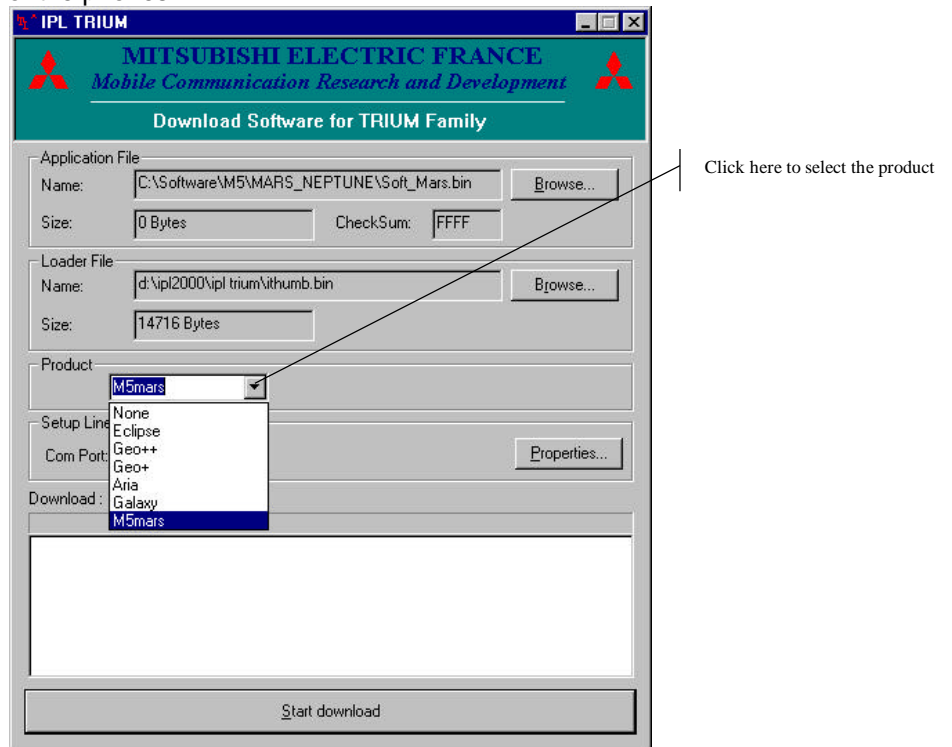 IPL TRIUM
MITSUBISHI ELECTRIC FRANCE
Mobile Communication Research and Development
Download Software for TRIUM Family
Click here to select the product
Application File
Name: C:\Software\M5\MARS_NEPTUNE\Soft_Mars.bin Browse...
Size: 0 Bytes CheckSum: FFFF
Loader File
Name: d:\ipl2000\ipl trium\ithumb.bin Browse...
Size: 14716 Bytes
Product
M5mars
None
Eclipse
Geo++
Geo+
Aria
Galaxy
M5mars
Setup Line
Com Port: Properties...
Download :
Start download